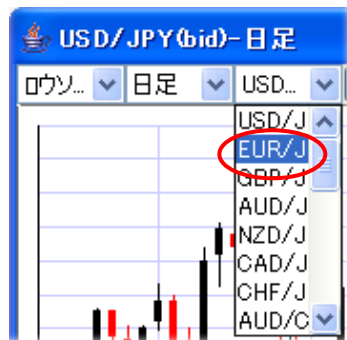 USD/JPY(bid)-日足
ロウソ... 日足 USD...
USD/J
EUR/J
GBP/J
AUD/J
NZD/J
CAD/J
CHF/J
AUD/C